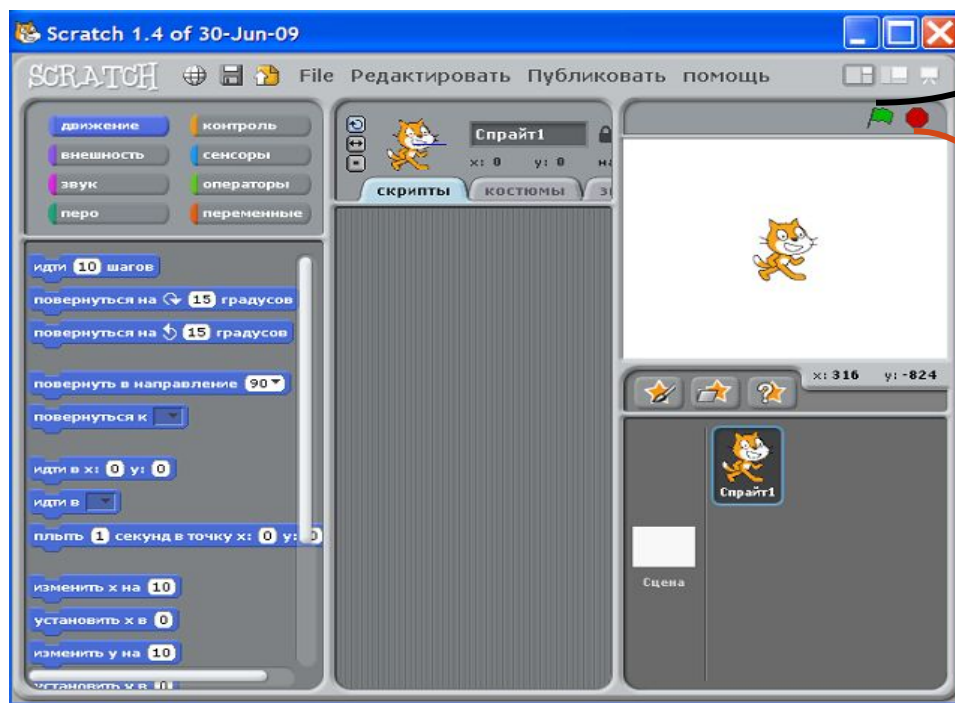 Scratch 1.4 of 30-Jun-09
SCRATCH File Редактировать Публиковать помощь
движение контроль
внешность сенсоры
звук операторы
перо переменные
Спрайт1
x: 0 y: 0
скрипты костюмы
идти 10 шагов
повернуться на 15 градусов
повернуться на 15 градусов
повернуть в направление 90
повернуться к
идти в x: 0 y: 0
идти в
плыть 1 секунд в точку x: 0 y: 0
изменить x на 10
установить x в 0
изменить y на 10
установить y в 0
x: 316 y: -824
Спрайт1
Сцена